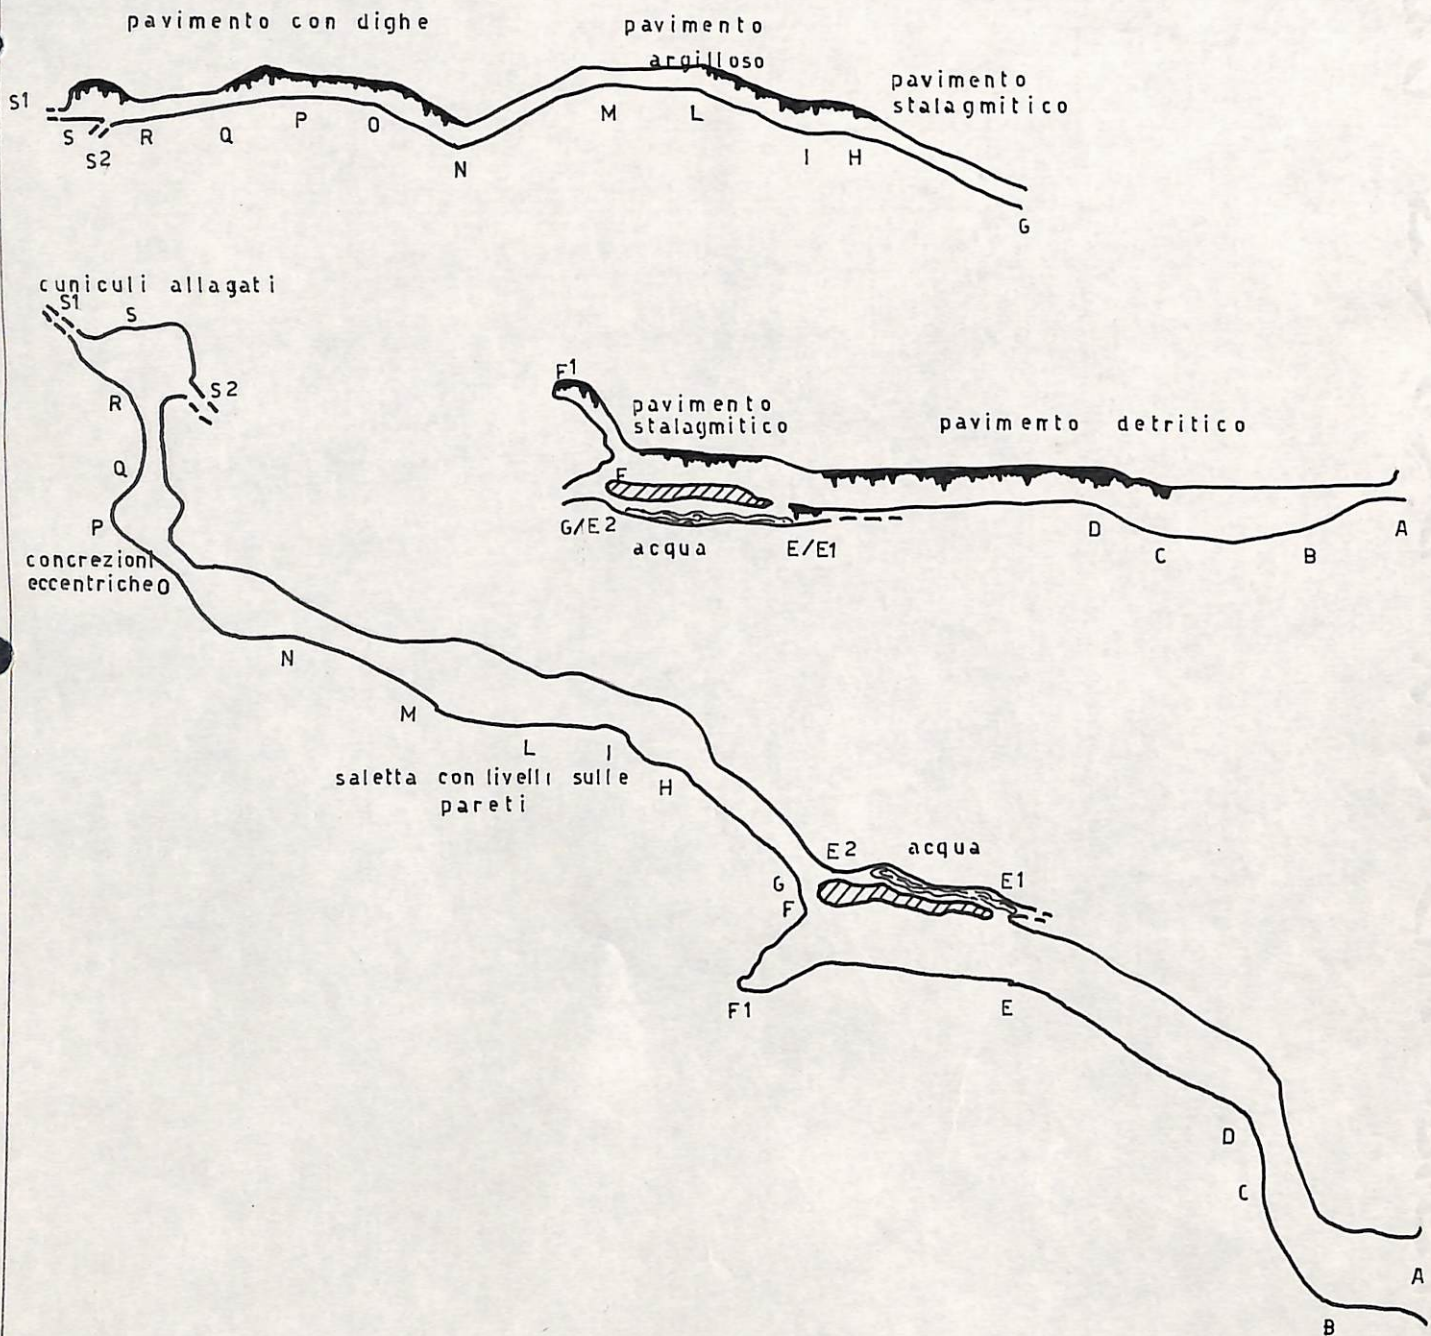 pavimento con dighe
pavimento
argilloso
pavimento
stalagmitico
S1
S
S2
R
Q
P
O
N
M
L
I
H
G
cuniculi allagati
S1
S
S2
R
Q
P
concrezioni
eccentriche O
N
M
L
I
saletta con livelli sulle
pareti
H
G
F
F1
E2
acqua
E1
E
D
C
B
A
F1
pavimento
stalagmitico
pavimento detritico
F
G/E2
acqua
E/E1
D
C
B
A